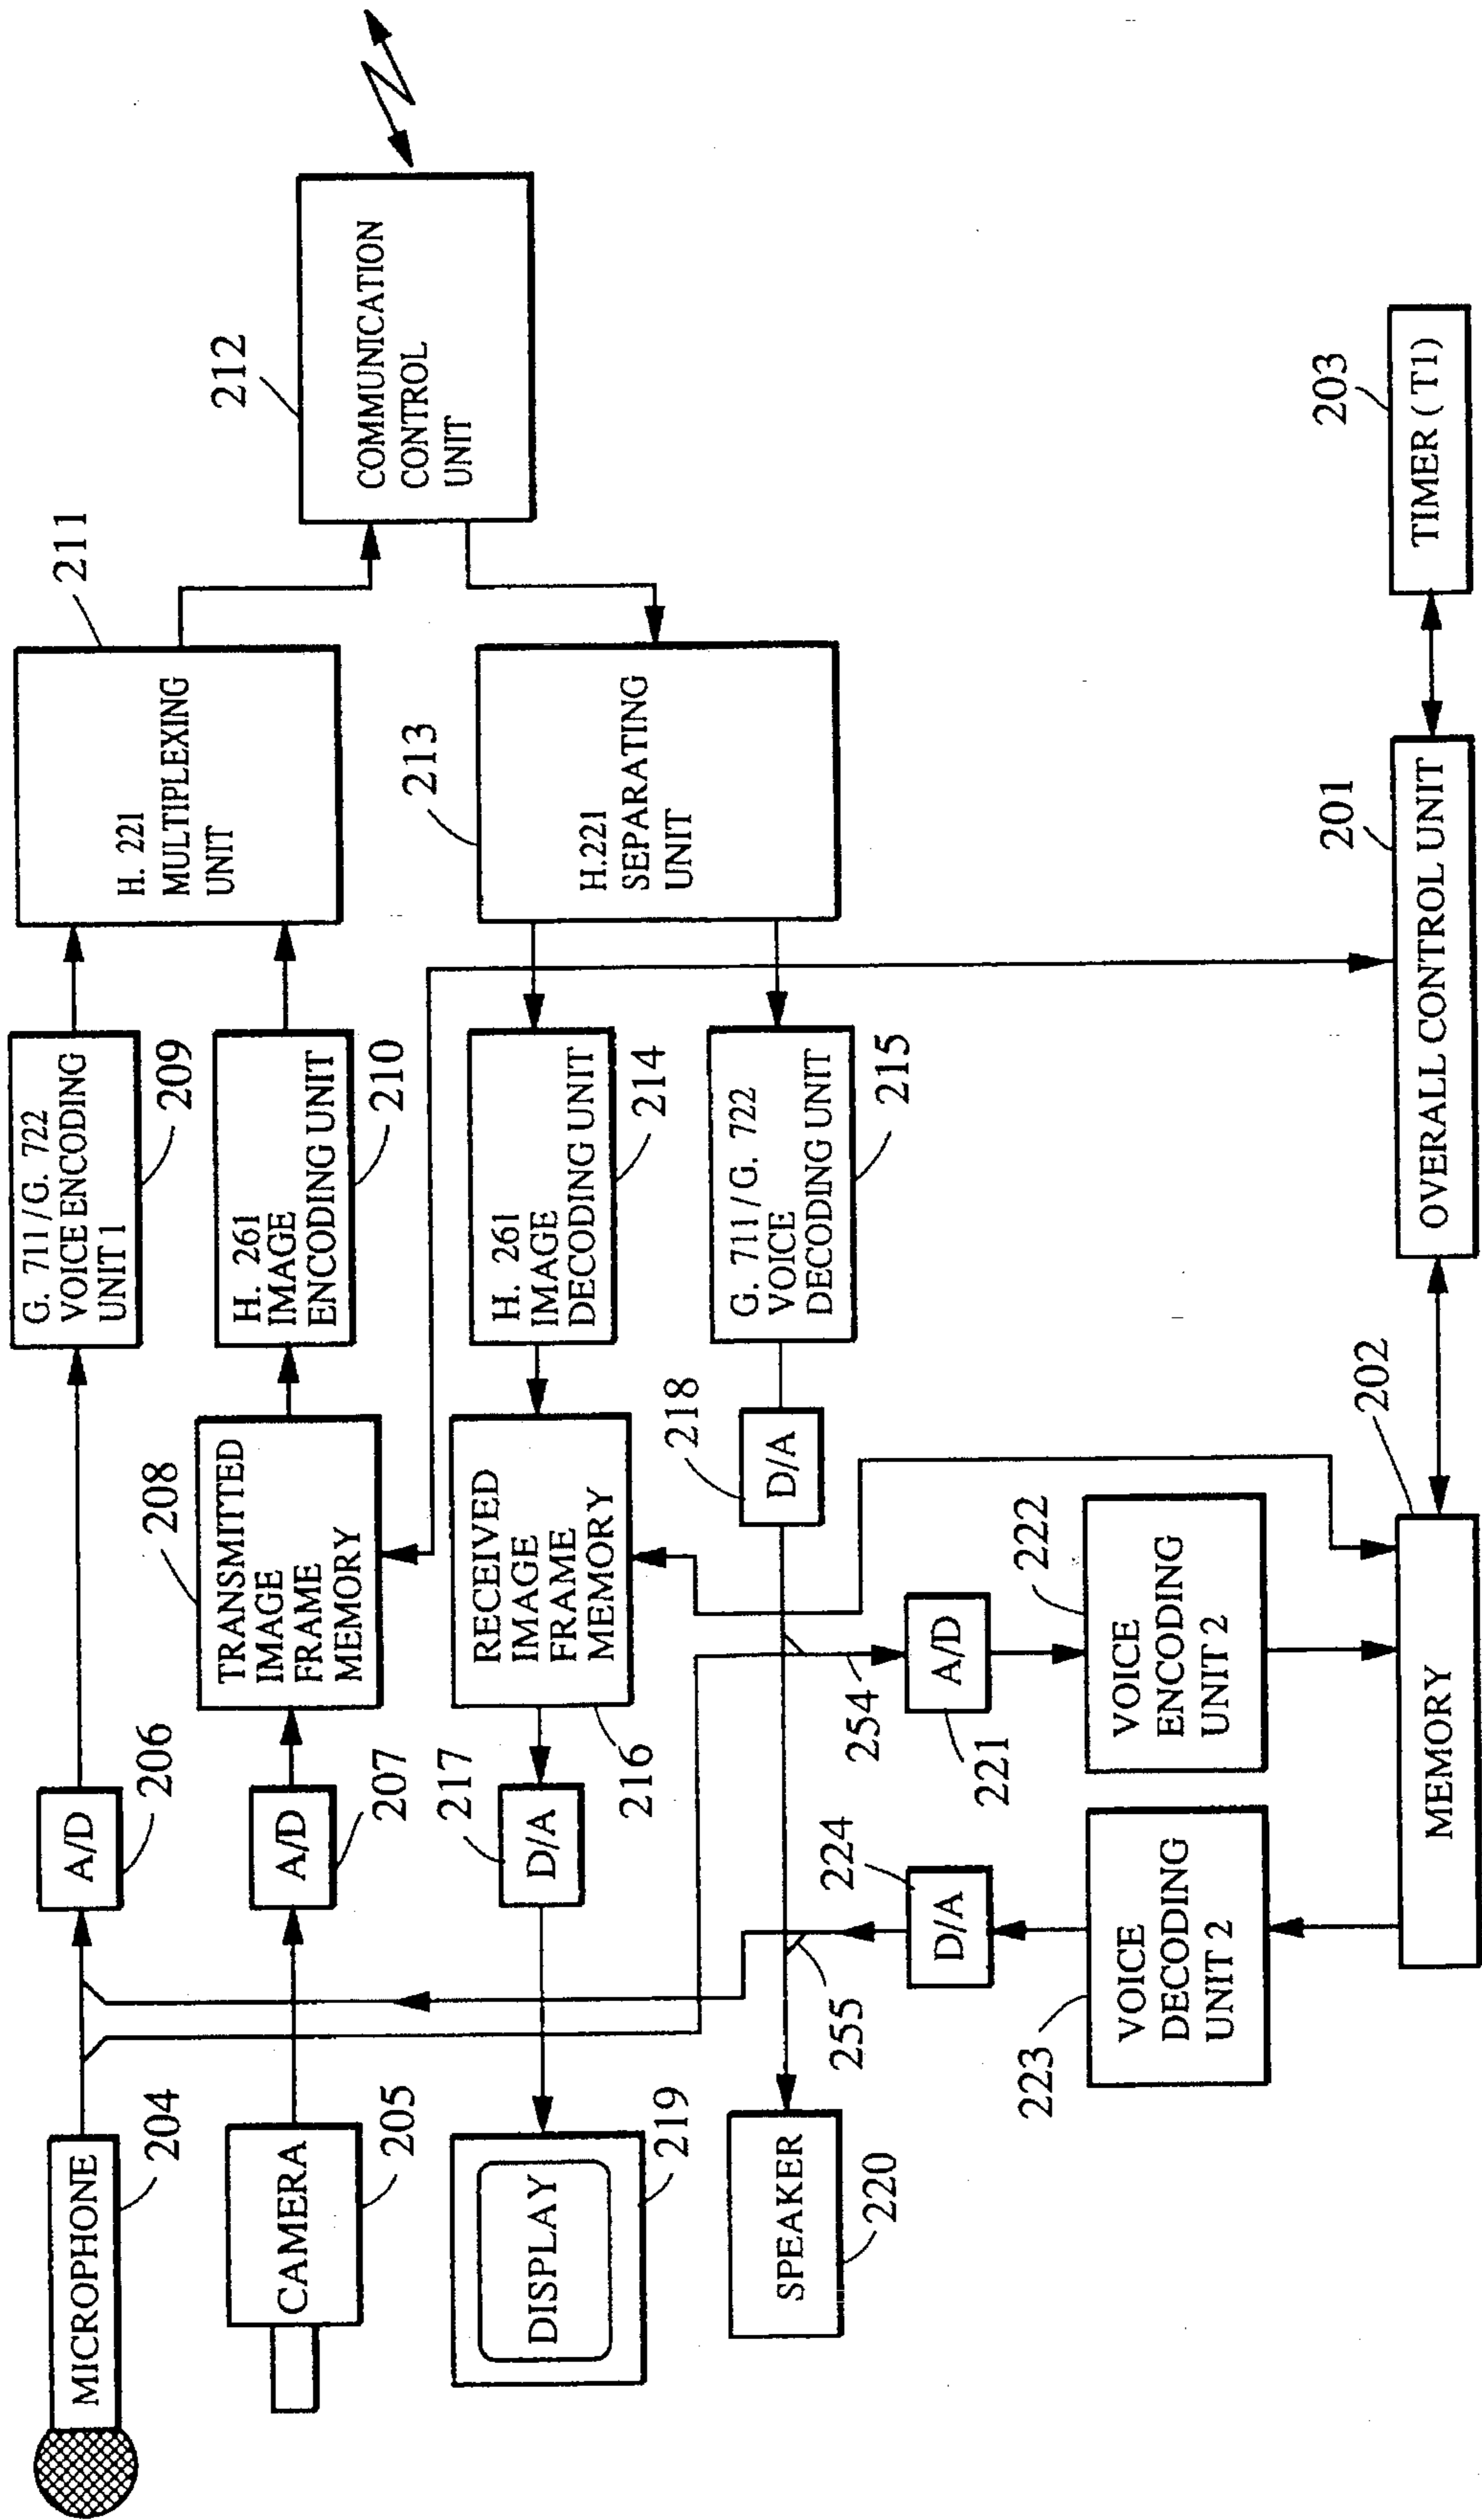 MICROPHONE
204
A/D
206
G. 711 / G. 722
VOICE ENCODING
UNIT 1
209
H. 221
MULTIPLEXING
UNIT
211
CAMERA
205
A/D
207
TRANSMITTED
IMAGE
FRAME
MEMORY
208
H. 261
IMAGE
ENCODING UNIT
210
COMMUNICATION
CONTROL
UNIT
212
DISPLAY
219
D/A
217
RECEIVED
IMAGE
FRAME
MEMORY
216
H. 261
IMAGE
DECODING UNIT
214
H.221
SEPARATING
UNIT
213
SPEAKER
220
255
254
D/A
218
G. 711 / G. 722
VOICE
DECODING UNIT
215
D/A
224
A/D
221
VOICE
DECODING
UNIT 2
223
VOICE
ENCODING
UNIT 2
222
MEMORY
202
OVERALL CONTROL UNIT
201
TIMER ( T1 )
203